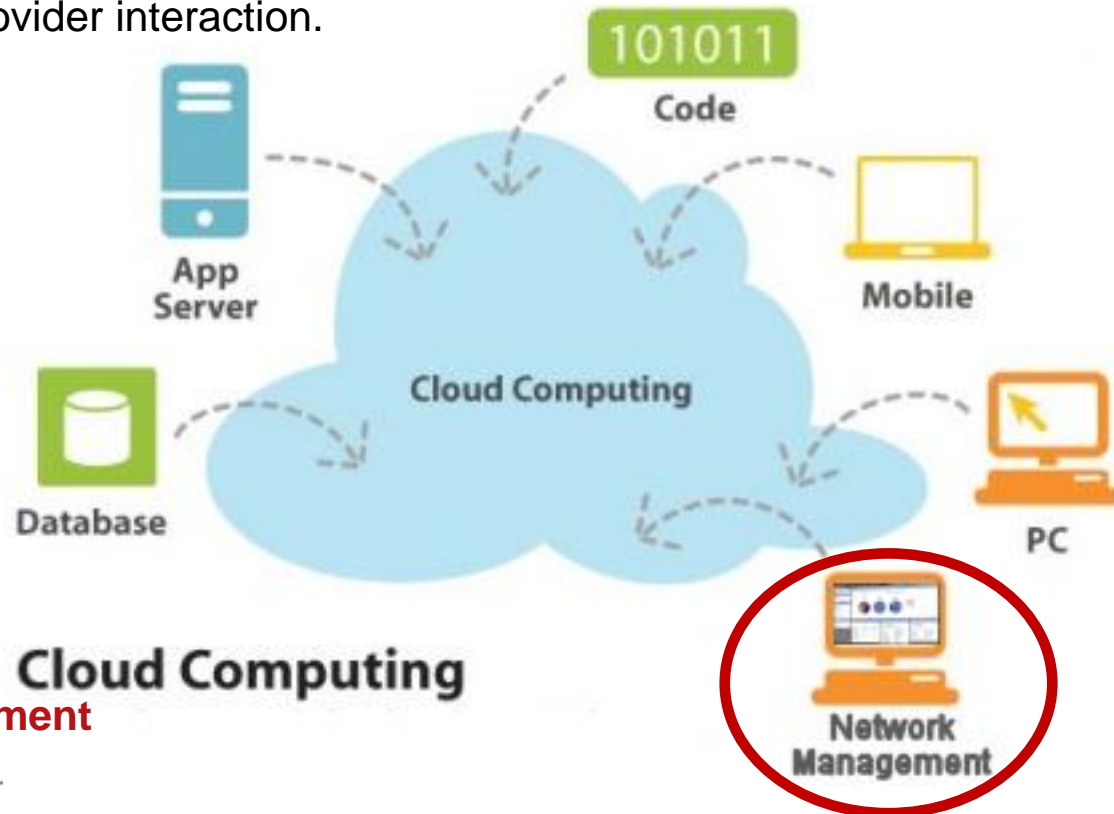 ovider interaction.
101011
Code
App
Server
Mobile
Cloud Computing
Database
PC
Cloud Computing
ment
Network
Management